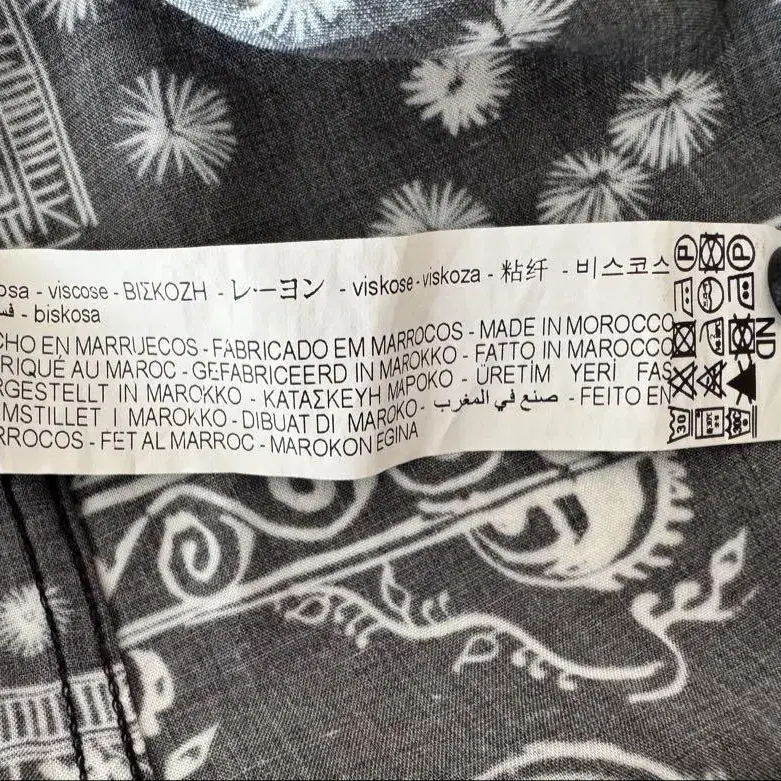 osa - viscose - ΒΙΣΚΟΖΗ - レーヨン - viskose - viskoza - 粘纤 - 비스코스
- biskosa
CHO EN MARRUECOS - FABRICADO EM MARROCOS - MADE IN MOROCCO
RIQUÉ AU MAROC - GEFABRICEERD IN MAROKKO - FATTO IN MAROCCO
RGESTELLT IN MAROKKO - ΚΑΤΑΣΚΕΥΗ ΜΑΡΟΚΟ - ÜRETİM YERİ FAS
MSTILLET I MAROKKO - DIBUAT DI MAROKO - صنع في المغرب - FEITO EN
RROCOS - FET AL MARROC - MAROKON EGINA
ND
30